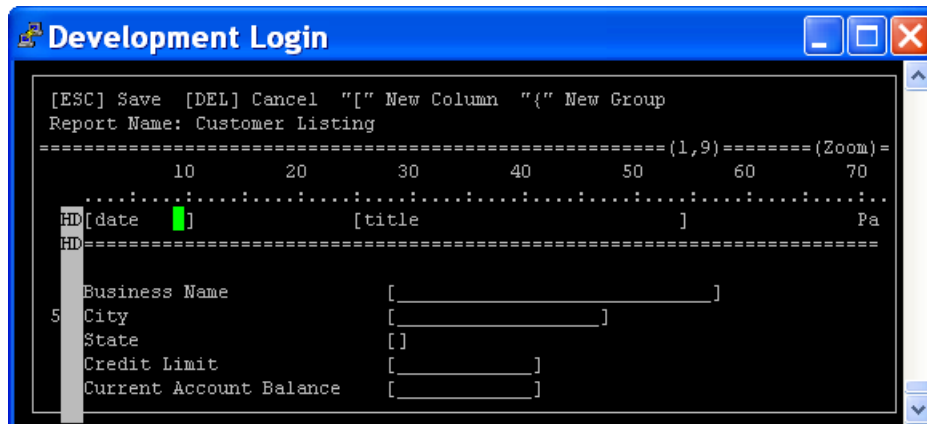 Development Login
[ESC] Save  [DEL] Cancel  "[" New Column  "{" New Group
Report Name: Customer Listing
========================================================(1,9)========(Zoom)=
10        20        30        40        50        60        70
....:....:....:....:....:....:....:....:....:....:....:....:....:....:..
HD[date    ]              [title                       ]               Pa
HD=======================================================================
Business Name              [____________________________]
5 City                       [__________________]
State                      []
Credit Limit               [____________]
Current Account Balance    [____________]